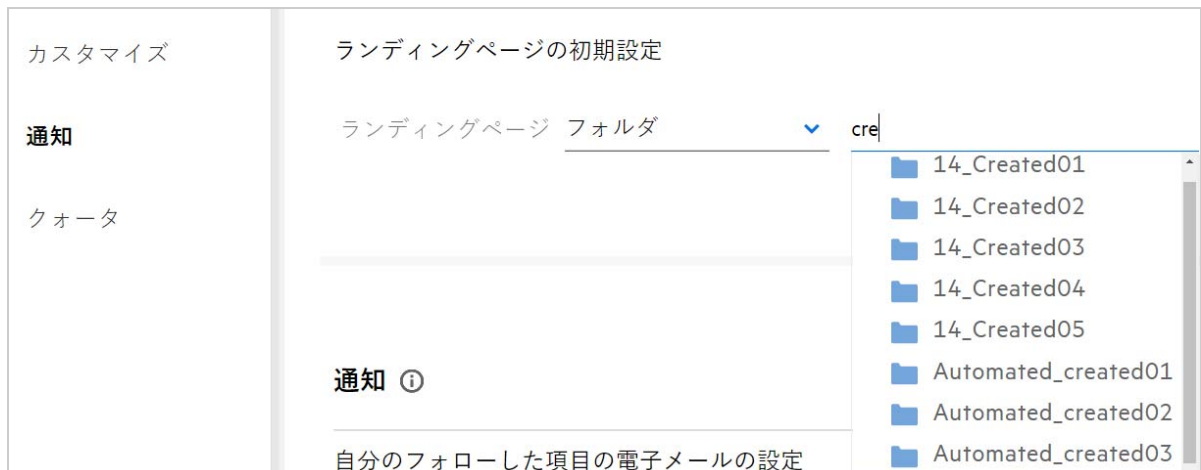 カスタマイズ
通知
クォータ
ランディングページの初期設定
ランディングページ フォルダ cre
14_Created01
14_Created02
14_Created03
14_Created04
14_Created05
Automated_created01
Automated_created02
Automated_created03
通知
自分のフォローした項目の電子メールの設定